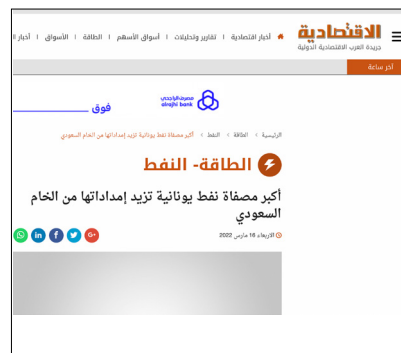 الاقتصادية
جريدة العرب الاقتصادية الدولية
أخبار اقتصادية | تقارير وتحليلات | أسواق الأسهم | الطاقة | الأسواق | أخبار
آخر ساعة
مصرف الراجحي
alrajhi bank
فوق
الرئيسية > الطاقة > النفط > أكبر مصفاة نفط يونانية تزيد إمداداتها من الخام السعودي
الطاقة- النفط
أكبر مصفاة نفط يونانية تزيد إمداداتها من الخام
السعودي
الأربعاء 16 مارس 2022